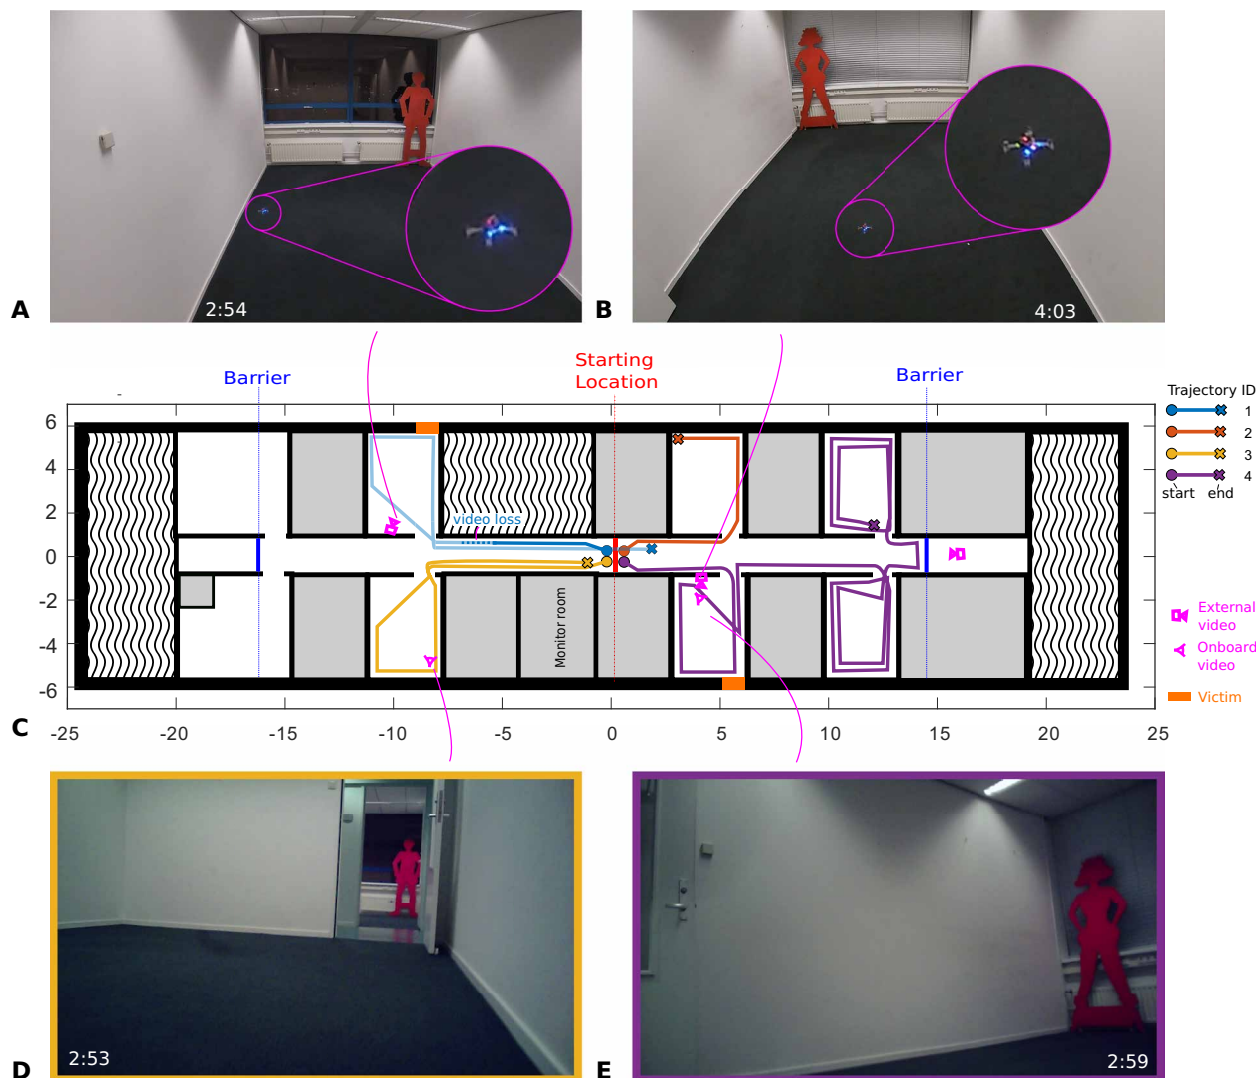 A
2:54
B
4:03
Barrier
Starting
Location
Barrier
Trajectory ID
1
2
3
4
start end
6
4
2
0
-2
-4
-6
video loss
Monitor room
External
video
Onboard
video
Victim
C
-25 -20 -15 -10 -5 0 5 10 15 20 25
D
2:53
E
2:59